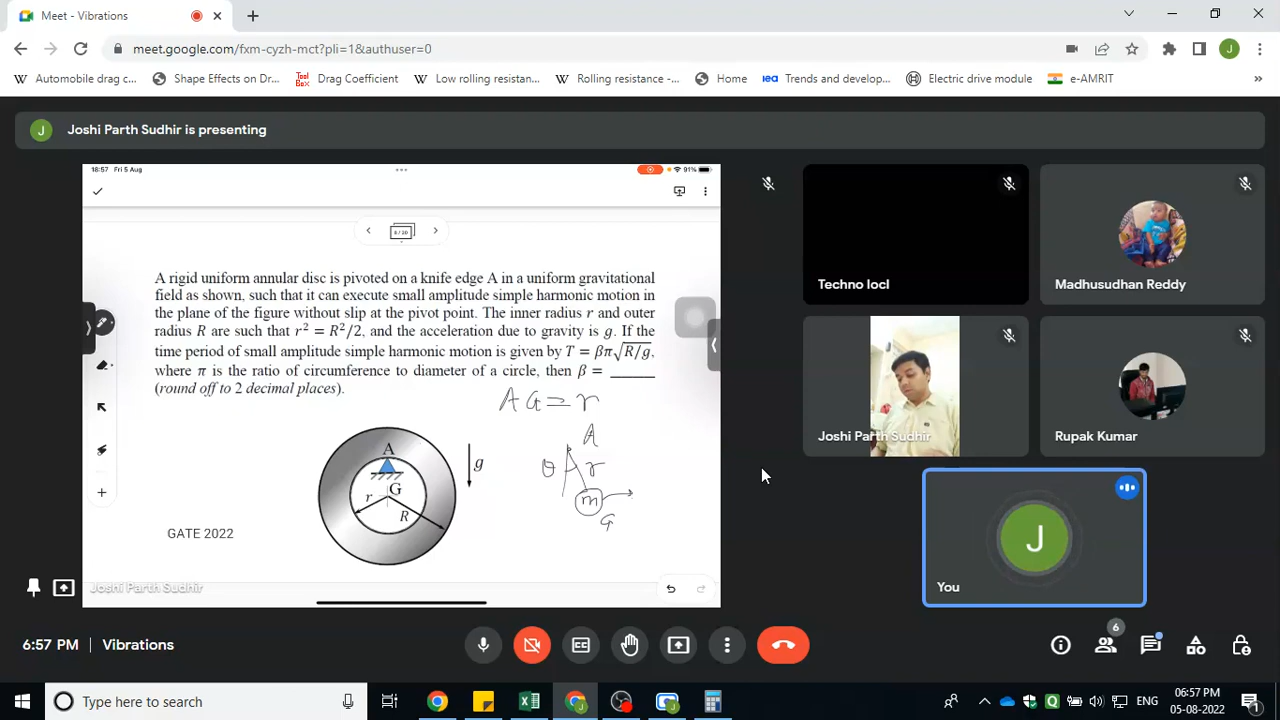 Meet - Vibrations
meet.google.com/fxm-cyzh-mct?pli=1&authuser=0
J
Automobile drag c...
Shape Effects on Dr...
Tool Box
Drag Coefficient
Low rolling resistan...
Rolling resistance -...
Home
iea
Trends and develop...
Electric drive module
e-AMRIT
»
J
Joshi Parth Sudhir is presenting
18:57 Fri 5 Aug
91%
8 / 20
A rigid uniform annular disc is pivoted on a knife edge A in a uniform gravitational
field as shown, such that it can execute small amplitude simple harmonic motion in
the plane of the figure without slip at the pivot point. The inner radius r and outer
radius R are such that r² = R²/2, and the acceleration due to gravity is g. If the
time period of small amplitude simple harmonic motion is given by T = βπ√R/g,
where π is the ratio of circumference to diameter of a circle, then β = ______
(round off to 2 decimal places).
AG = r
A
θ
r
m
G
A
G
r
R
g
GATE 2022
Joshi Parth Sudhir
Techno Iocl
Madhusudhan Reddy
Joshi Parth Sudhir
Rupak Kumar
J
You
6:57 PM
Vibrations
6
Type here to search
ENG
06:57 PM
05-08-2022
1